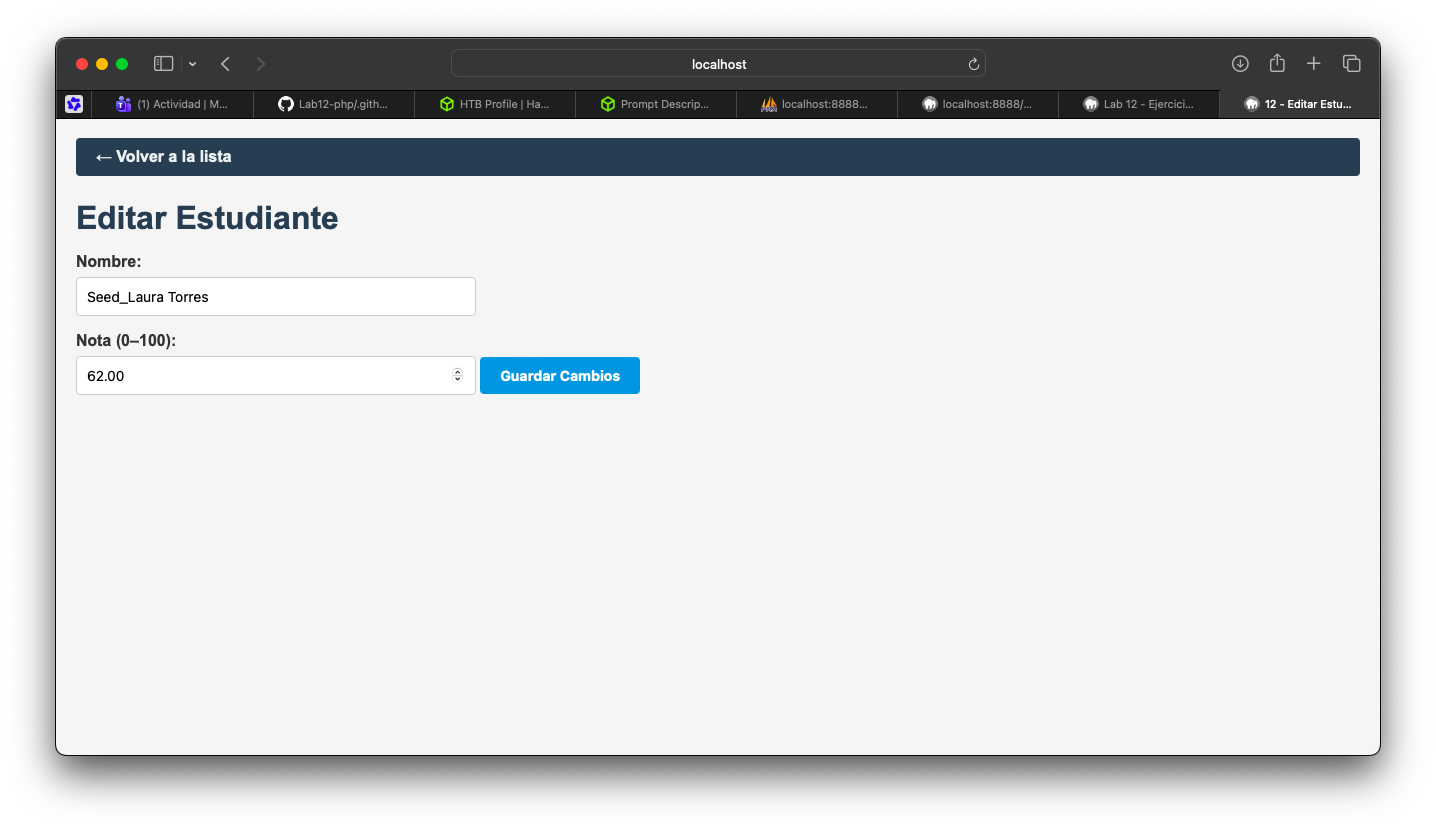 localhost
(1) Actividad | M...
Lab12-php/.gith...
HTB Profile | Ha...
Prompt Descrip...
localhost:8888...
localhost:8888/...
Lab 12 - Ejercici...
12 - Editar Estu...
← Volver a la lista
Editar Estudiante
Nombre:
Seed_Laura Torres
Nota (0–100):
62.00
Guardar Cambios